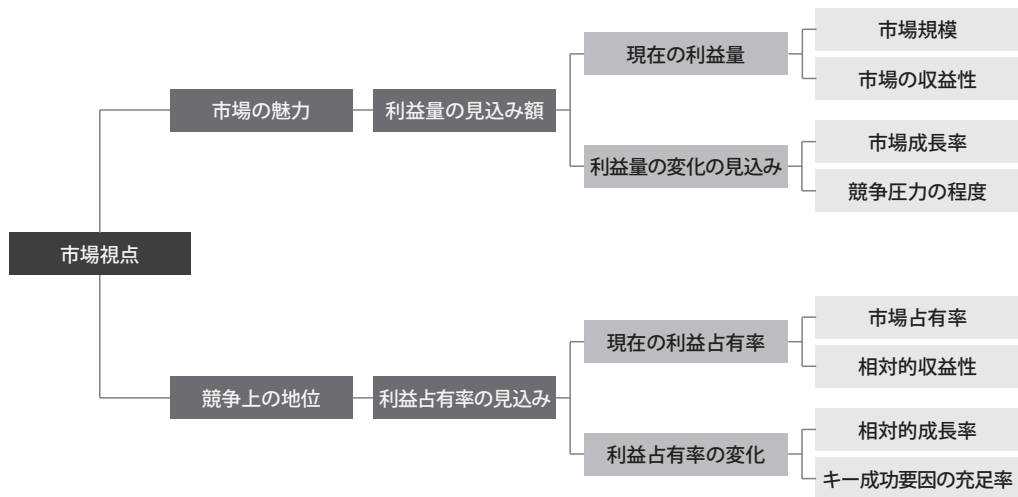 市場視点
市場の魅力
利益量の見込み額
現在の利益量
市場規模
市場の収益性
利益量の変化の見込み
市場成長率
競争圧力の程度
競争上の地位
利益占有率の見込み
現在の利益占有率
市場占有率
相対的収益性
利益占有率の変化
相対的成長率
キー成功要因の充足率